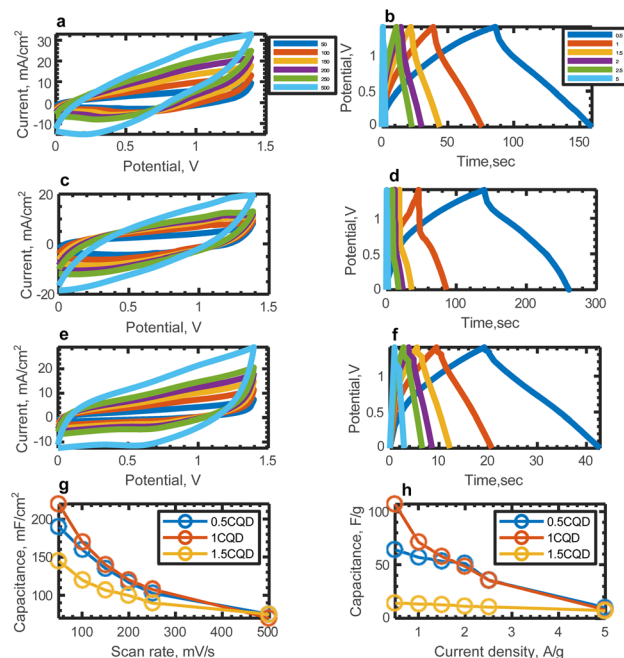 a
b
Current, mA/cm²
30
20
10
0
-10
0
0.5
1
1.5
Potential, V
50
100
150
200
250
500
Potential,V
1
0.5
0
0
50
100
150
Time,sec
0.5
1
1.5
2
2.5
5
c
d
Current, mA/cm²
20
0
-20
0
0.5
1
1.5
Potential, V
Potential,V
1
0.5
0
0
100
200
300
Time,sec
e
f
Current, mA/cm²
20
10
0
-10
0
0.5
1
1.5
Potential, V
Potential,V
1
0.5
0
0
10
20
30
40
Time,sec
g
h
Capacitance, mF/cm²
200
150
100
100
200
300
400
500
Scan rate, mV/s
0.5CQD
1CQD
1.5CQD
Capacitance, F/g
100
50
0
1
2
3
4
5
Current density, A/g
0.5CQD
1CQD
1.5CQD